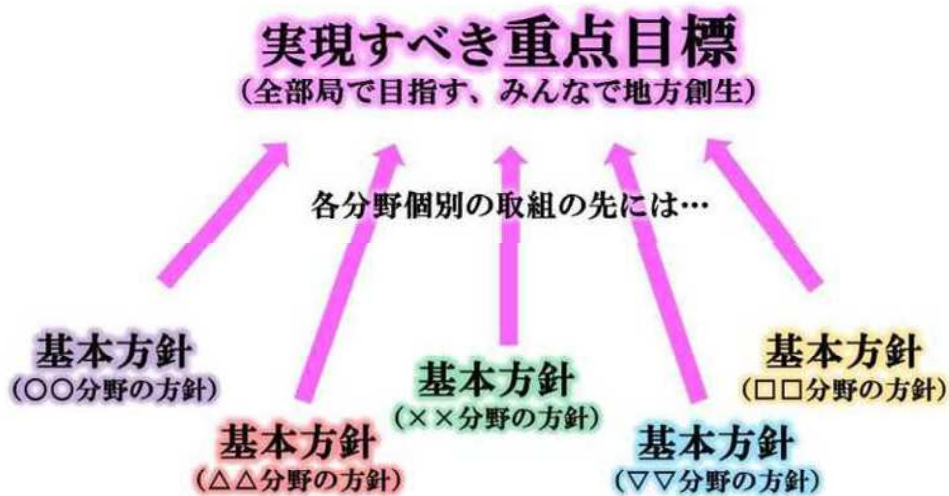 実現すべき重点目標
(全部局で目指す、みんなで地方創生)
各分野個別の取組の先には…
基本方針
(○○分野の方針)
基本方針
(△△分野の方針)
基本方針
(××分野の方針)
基本方針
(▽▽分野の方針)
基本方針
(□□分野の方針)